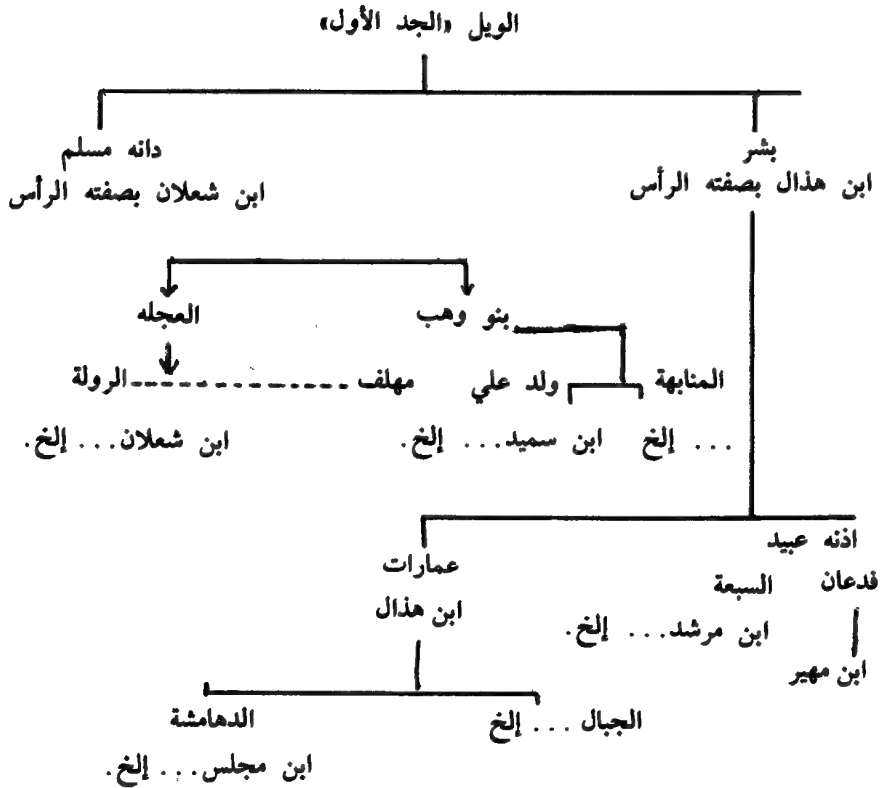 الويل «الجد الأول»
بشر
ابن هذال بصفته الرأس
دانه مسلم
ابن شعلان بصفته الرأس
بنو وهب
العجله
المنابهة
ولد علي
مهلف
الرولة
... إلخ
ابن سميد... إلخ.
ابن شعلان... إلخ.
اذنه عبيد
فدعان
السبعة
عمارات
ابن هذال
ابن مرشد... إلخ.
ابن مهير
الجبال... إلخ
الدهامشة
ابن مجلس... إلخ.